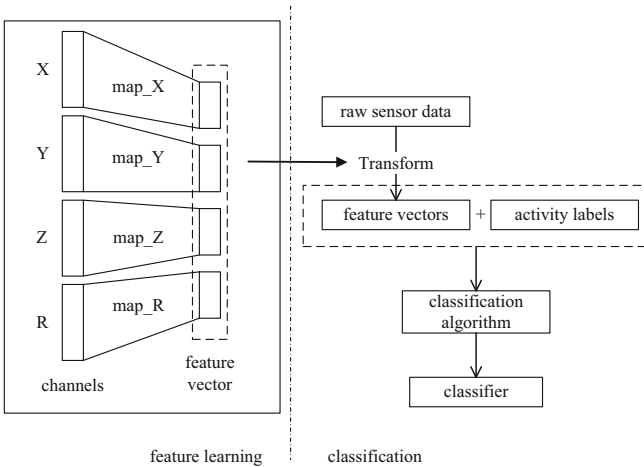 X
map_X
Y
map_Y
Z
map_Z
R
map_R
channels
feature
vector
raw sensor data
Transform
feature vectors + activity labels
classification
algorithm
classifier
feature learning
classification